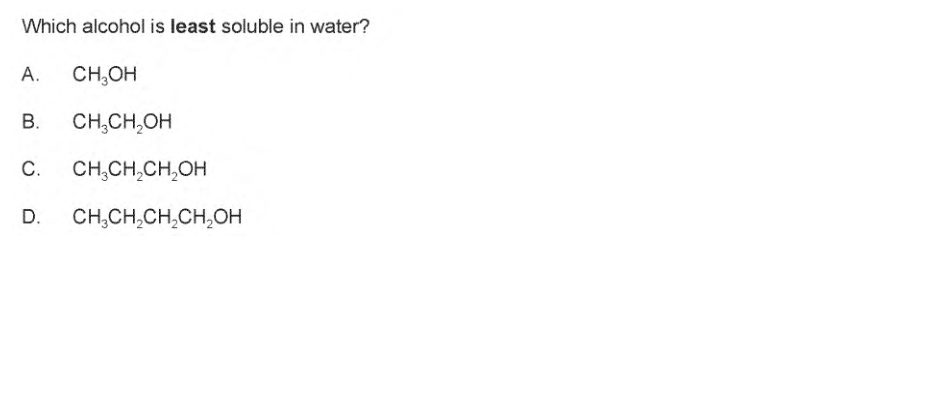 Which alcohol is least soluble in water?
A. CH₃OH
B. CH₃CH₂OH
C. CH₃CH₂CH₂OH
D. CH₃CH₂CH₂CH₂OH